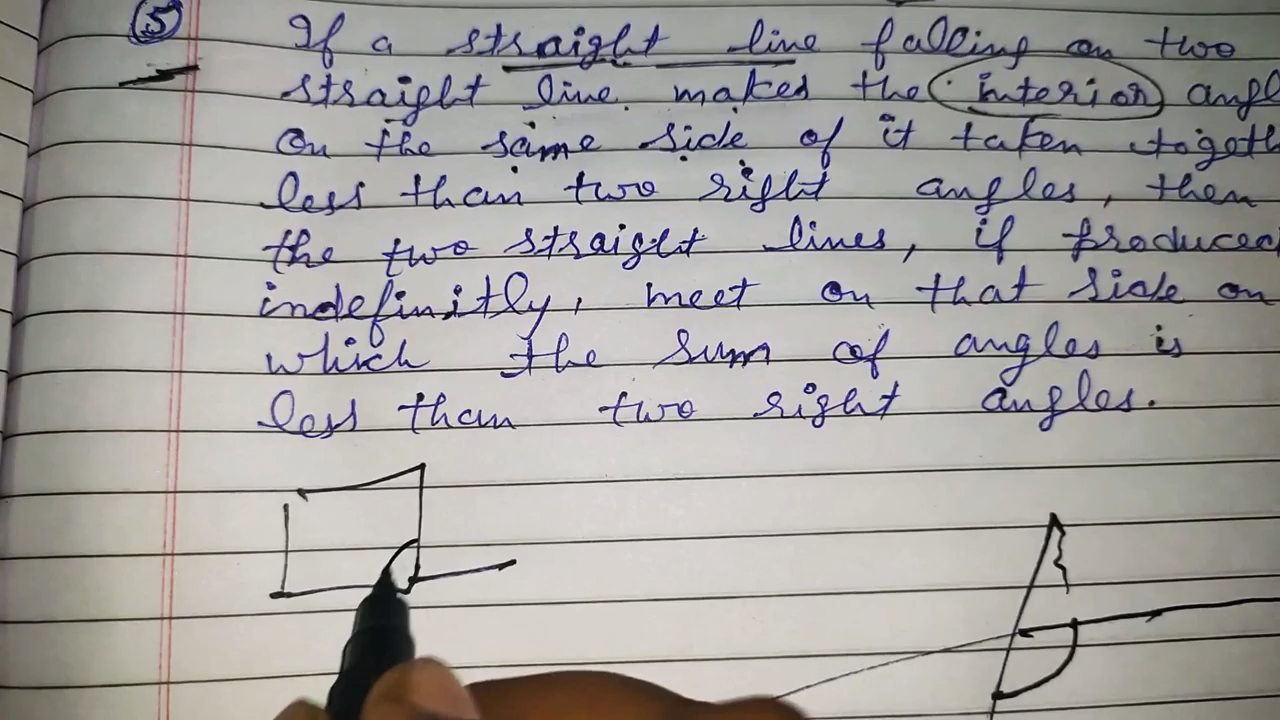 5 If a straight line falling on two
straight line makes the interior angl
on the same side of it taken togeth
less than two right angles, then
the two straight lines, if produced
indefinitly, meet on that side on
which the sum of angles is
less than two right angles.